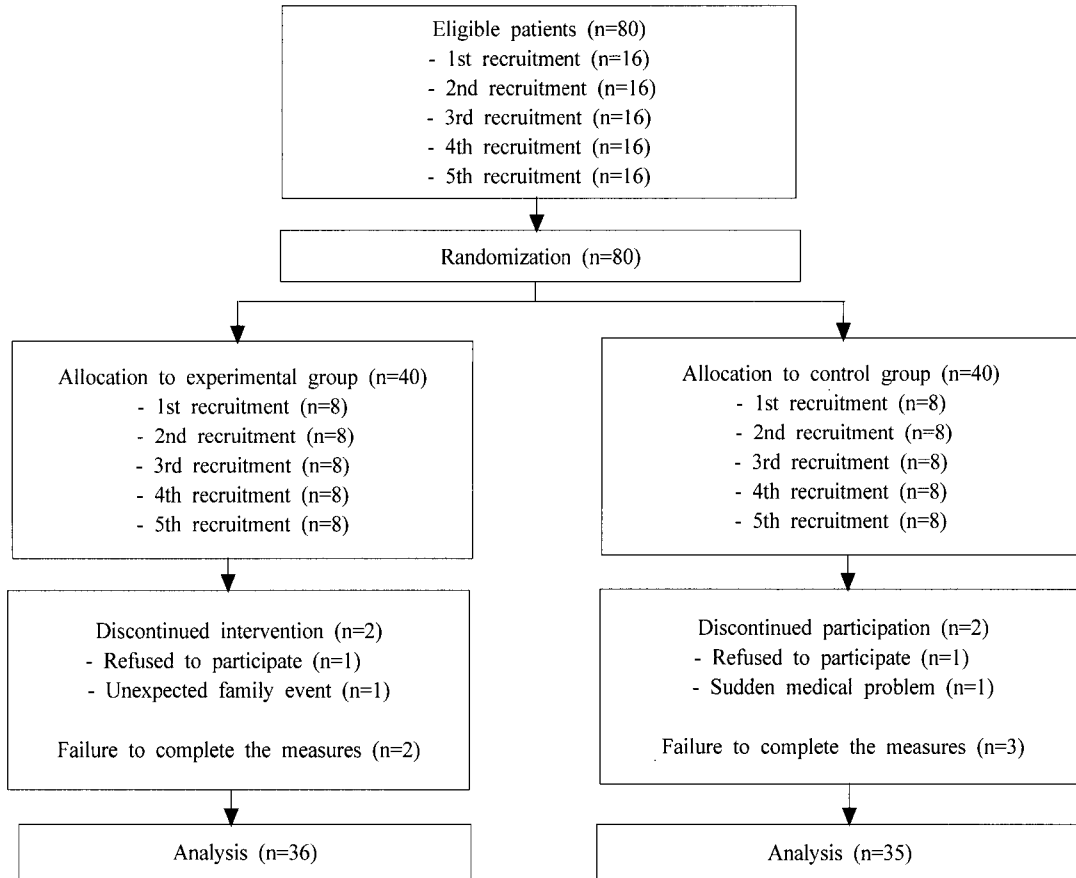 Eligible patients (n=80)
- 1st recruitment (n=16)
- 2nd recruitment (n=16)
- 3rd recruitment (n=16)
- 4th recruitment (n=16)
- 5th recruitment (n=16)
Randomization (n=80)
Allocation to experimental group (n=40)
- 1st recruitment (n=8)
- 2nd recruitment (n=8)
- 3rd recruitment (n=8)
- 4th recruitment (n=8)
- 5th recruitment (n=8)
Allocation to control group (n=40)
- 1st recruitment (n=8)
- 2nd recruitment (n=8)
- 3rd recruitment (n=8)
- 4th recruitment (n=8)
- 5th recruitment (n=8)
Discontinued intervention (n=2)
- Refused to participate (n=1)
- Unexpected family event (n=1)
Failure to complete the measures (n=2)
Discontinued participation (n=2)
- Refused to participate (n=1)
- Sudden medical problem (n=1)
Failure to complete the measures (n=3)
Analysis (n=36)
Analysis (n=35)